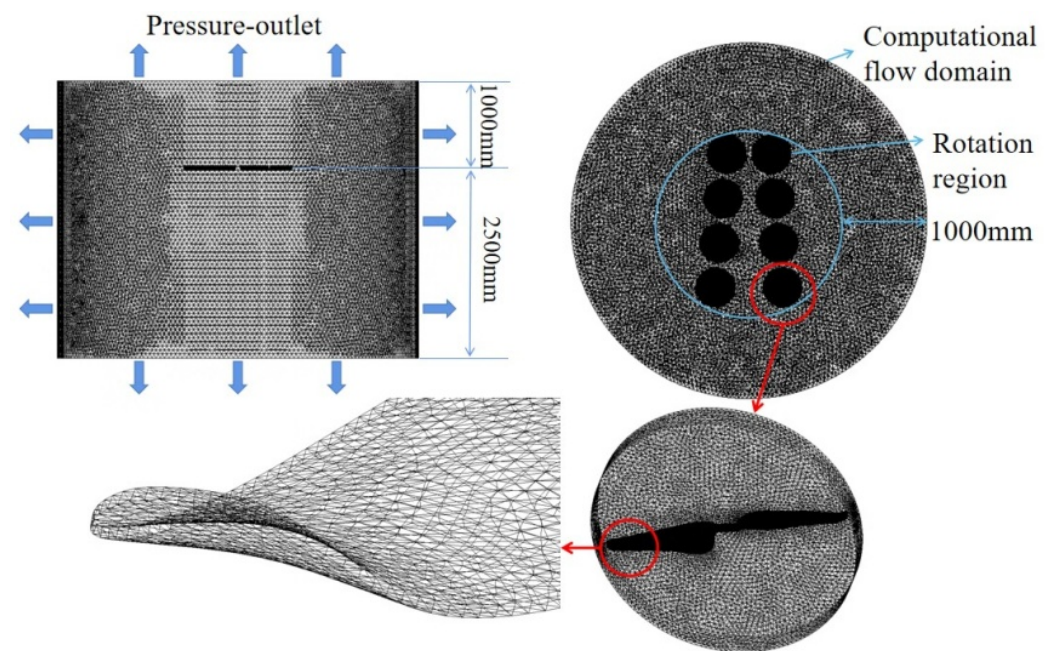 Pressure-outlet
1000mm
2500mm
Computational
flow domain
Rotation
region
1000mm